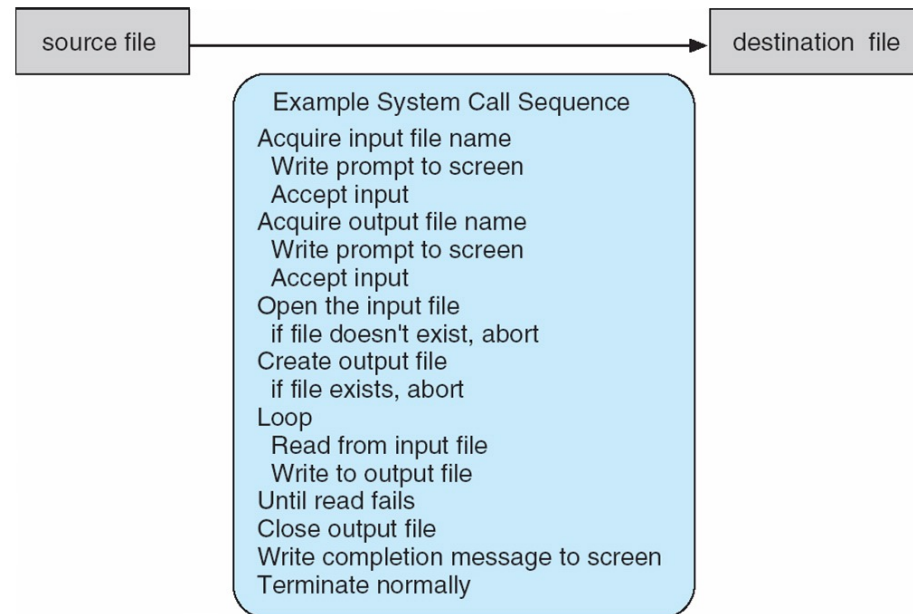 source file
destination file
Example System Call Sequence
Acquire input file name
Write prompt to screen
Accept input
Acquire output file name
Write prompt to screen
Accept input
Open the input file
if file doesn't exist, abort
Create output file
if file exists, abort
Loop
Read from input file
Write to output file
Until read fails
Close output file
Write completion message to screen
Terminate normally